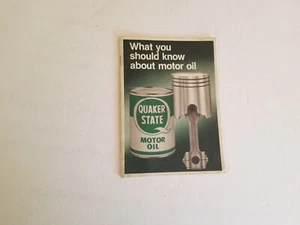 What you
should know
about motor oil
QUAKER
STATE
MOTOR
OIL